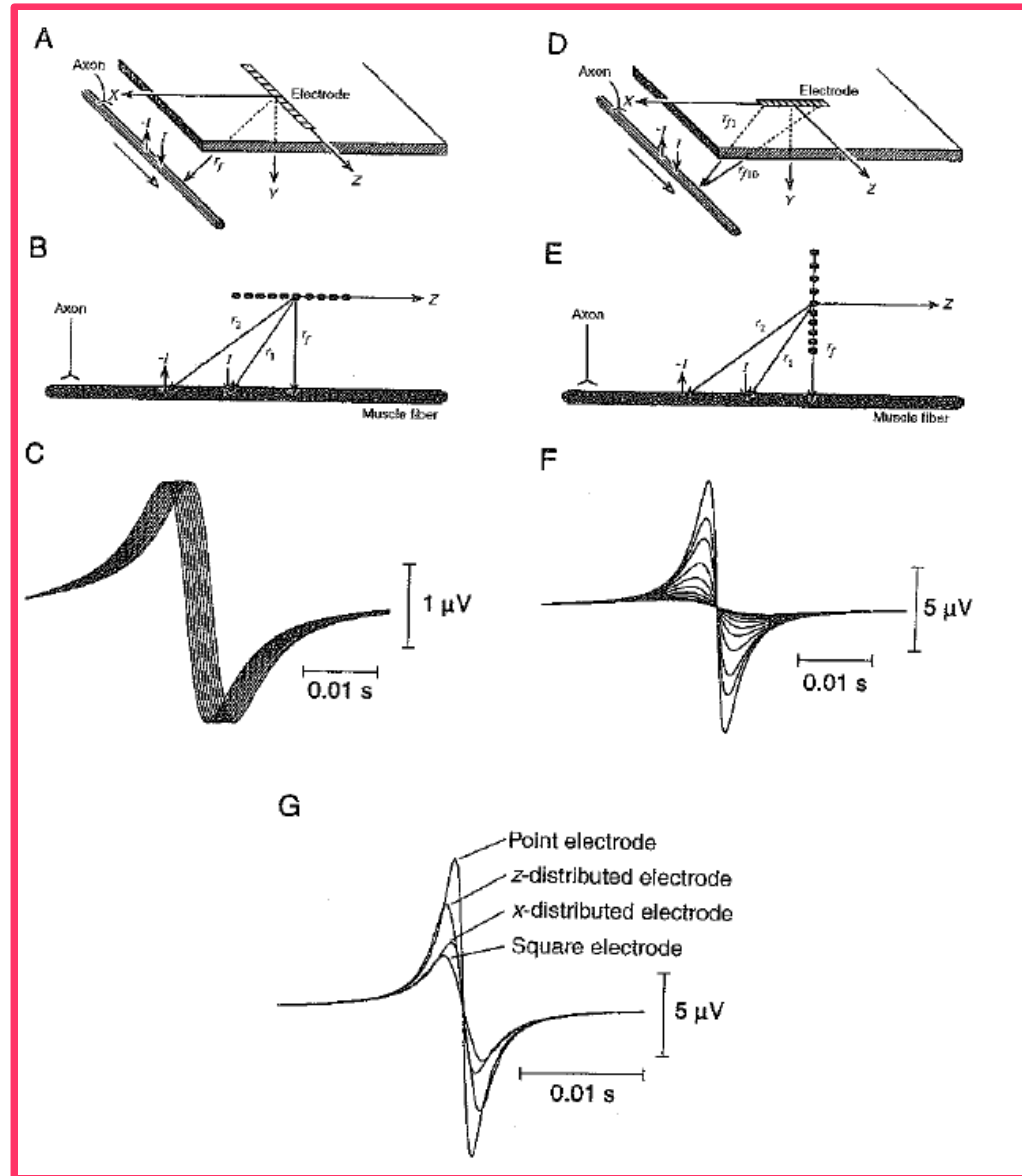 A
Axon
X
Electrode
-I
I
r_f
Y
Z
B
Axon
Z
r_2
r_1
r_f
-I
I
Muscle fiber
C
1 μV
0.01 s
D
Axon
X
Electrode
r_f1
-I
I
r_f10
Y
Z
E
Axon
Z
r_2
r_1
r_f
-I
I
Muscle fiber
F
5 μV
0.01 s
G
Point electrode
z-distributed electrode
x-distributed electrode
Square electrode
5 μV
0.01 s